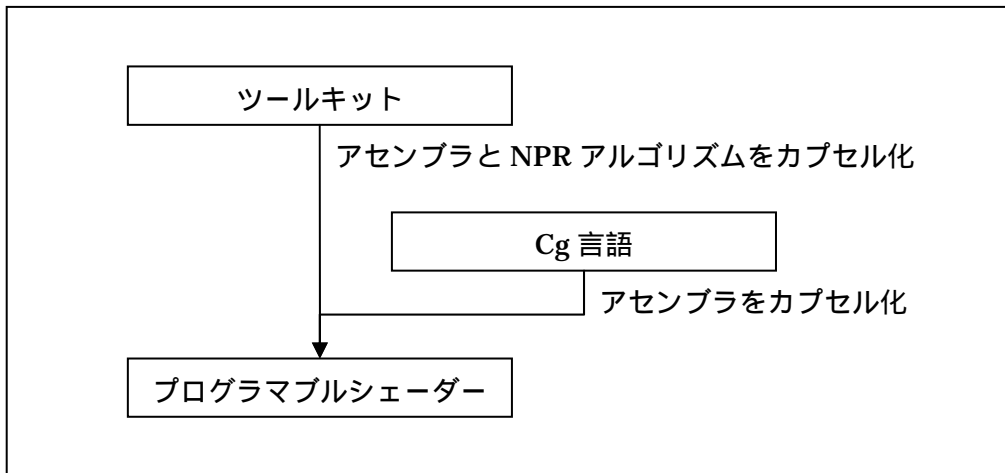 ツールキット
アセンブラと NPR アルゴリズムをカプセル化
Cg 言語
アセンブラをカプセル化
プログラマブルシェーダー